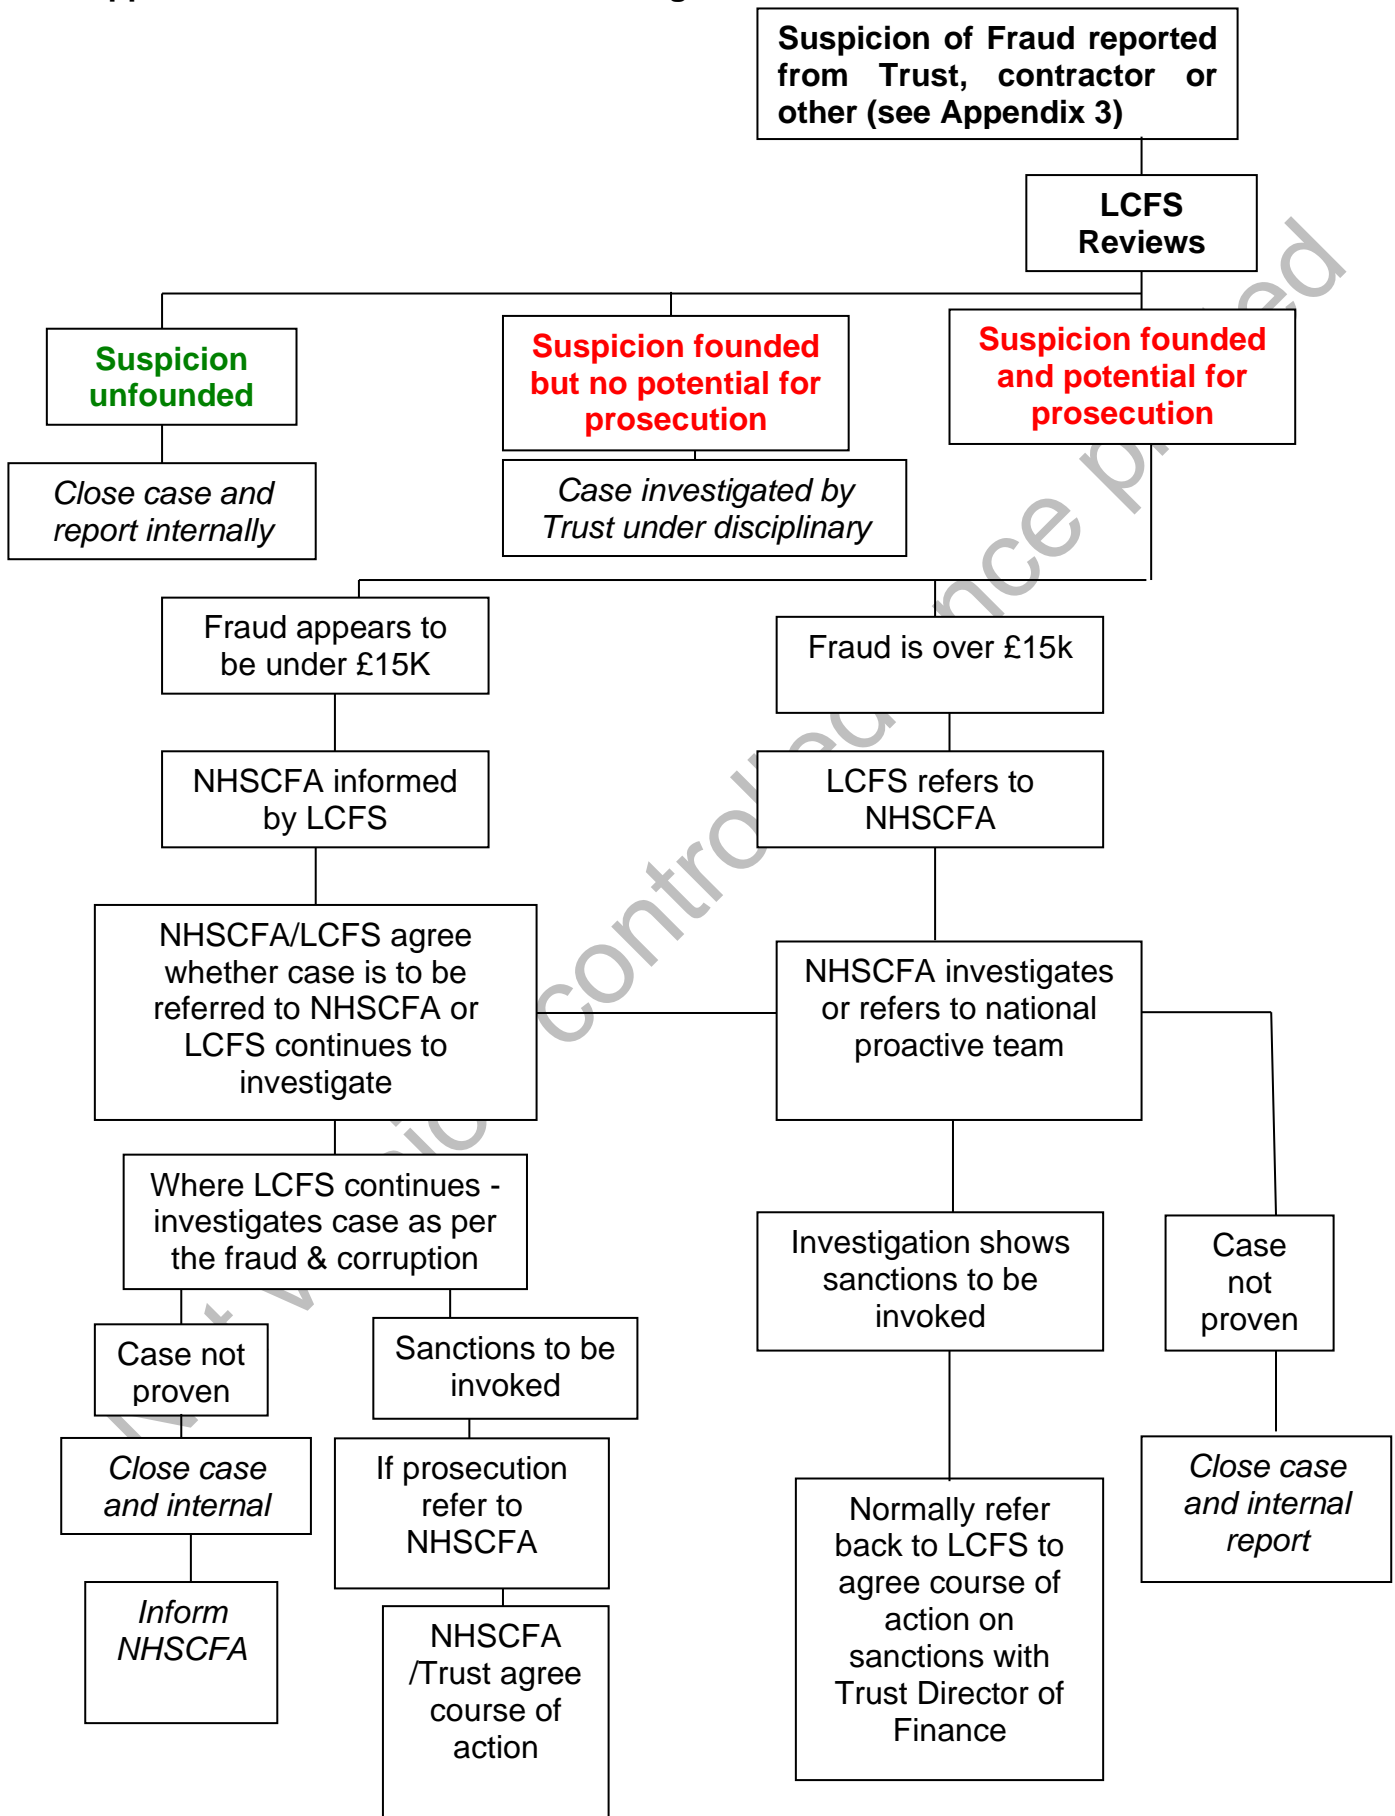 Suspicion of Fraud reported
from Trust, contractor or
other (see Appendix 3)
LCFS
Reviews
Suspicion
unfounded
Suspicion founded
but no potential for
prosecution
Suspicion founded
and potential for
prosecution
Close case and
report internally
Case investigated by
Trust under disciplinary
Fraud appears to
be under £15K
Fraud is over £15k
NHSCFA informed
by LCFS
LCFS refers to
NHSCFA
NHSCFA/LCFS agree
whether case is to be
referred to NHSCFA or
LCFS continues to
investigate
NHSCFA investigates
or refers to national
proactive team
Where LCFS continues -
investigates case as per
the fraud & corruption
Investigation shows
sanctions to be
invoked
Case
not
proven
Case not
proven
Sanctions to be
invoked
Close case
and internal
If prosecution
refer to
NHSCFA
Normally refer
back to LCFS to
agree course of
action on
sanctions with
Trust Director of
Finance
Close case
and internal
report
Inform
NHSCFA
NHSCFA
/Trust agree
course of
action